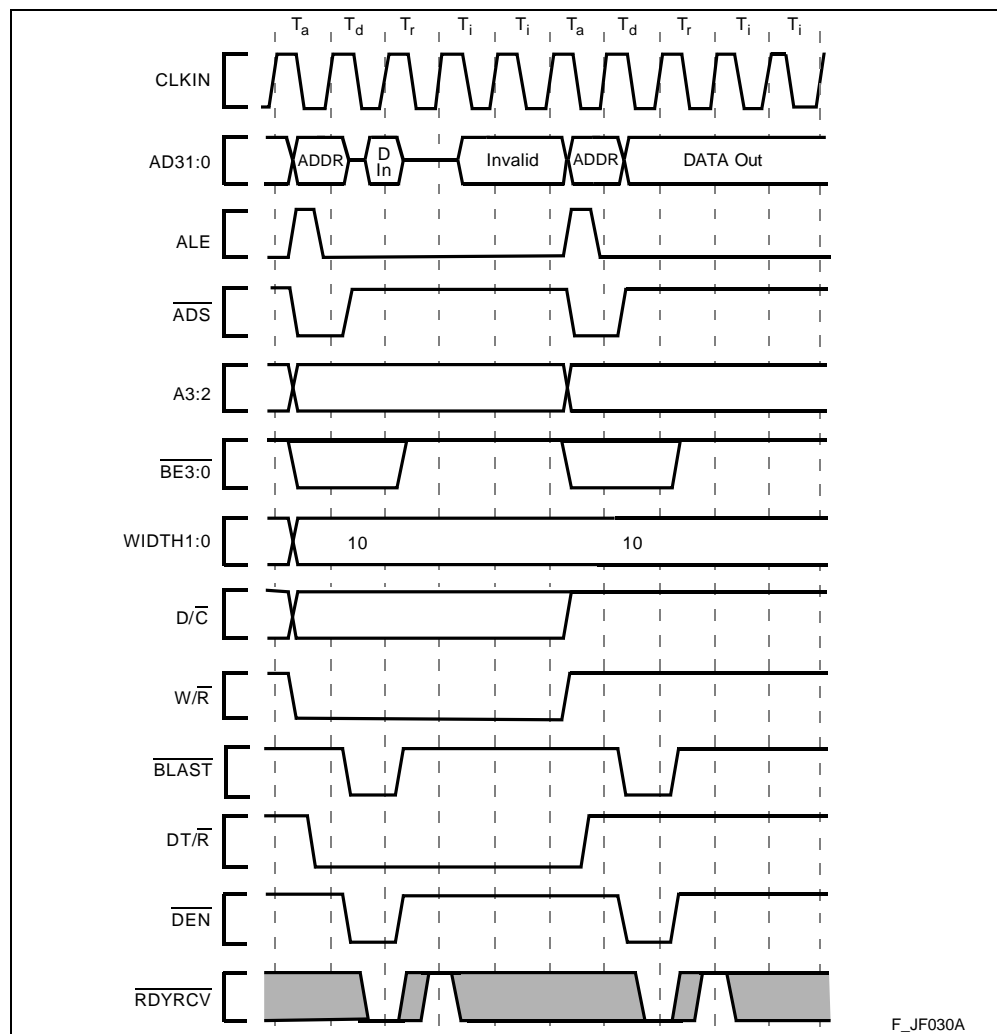 Ta Td Tr Ti Ti Ta Td Tr Ti Ti
CLKIN
AD31:0 ADDR D In Invalid ADDR DATA Out
ALE
ADS
A3:2
BE3:0
WIDTH1:0 10 10
D/C
W/R
BLAST
DT/R
DEN
RDYRCV
F_JF030A